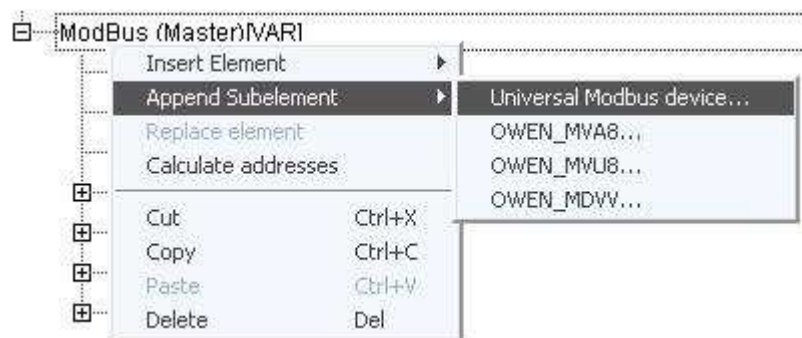 ModBus (Master)[VAR]
Insert Element
Append Subelement
Replace element
Calculate addresses
Cut Ctrl+X
Copy Ctrl+C
Paste Ctrl+V
Delete Del
Universal Modbus device...
OWEN_MVA8...
OWEN_MVU8...
OWEN_MDVV...